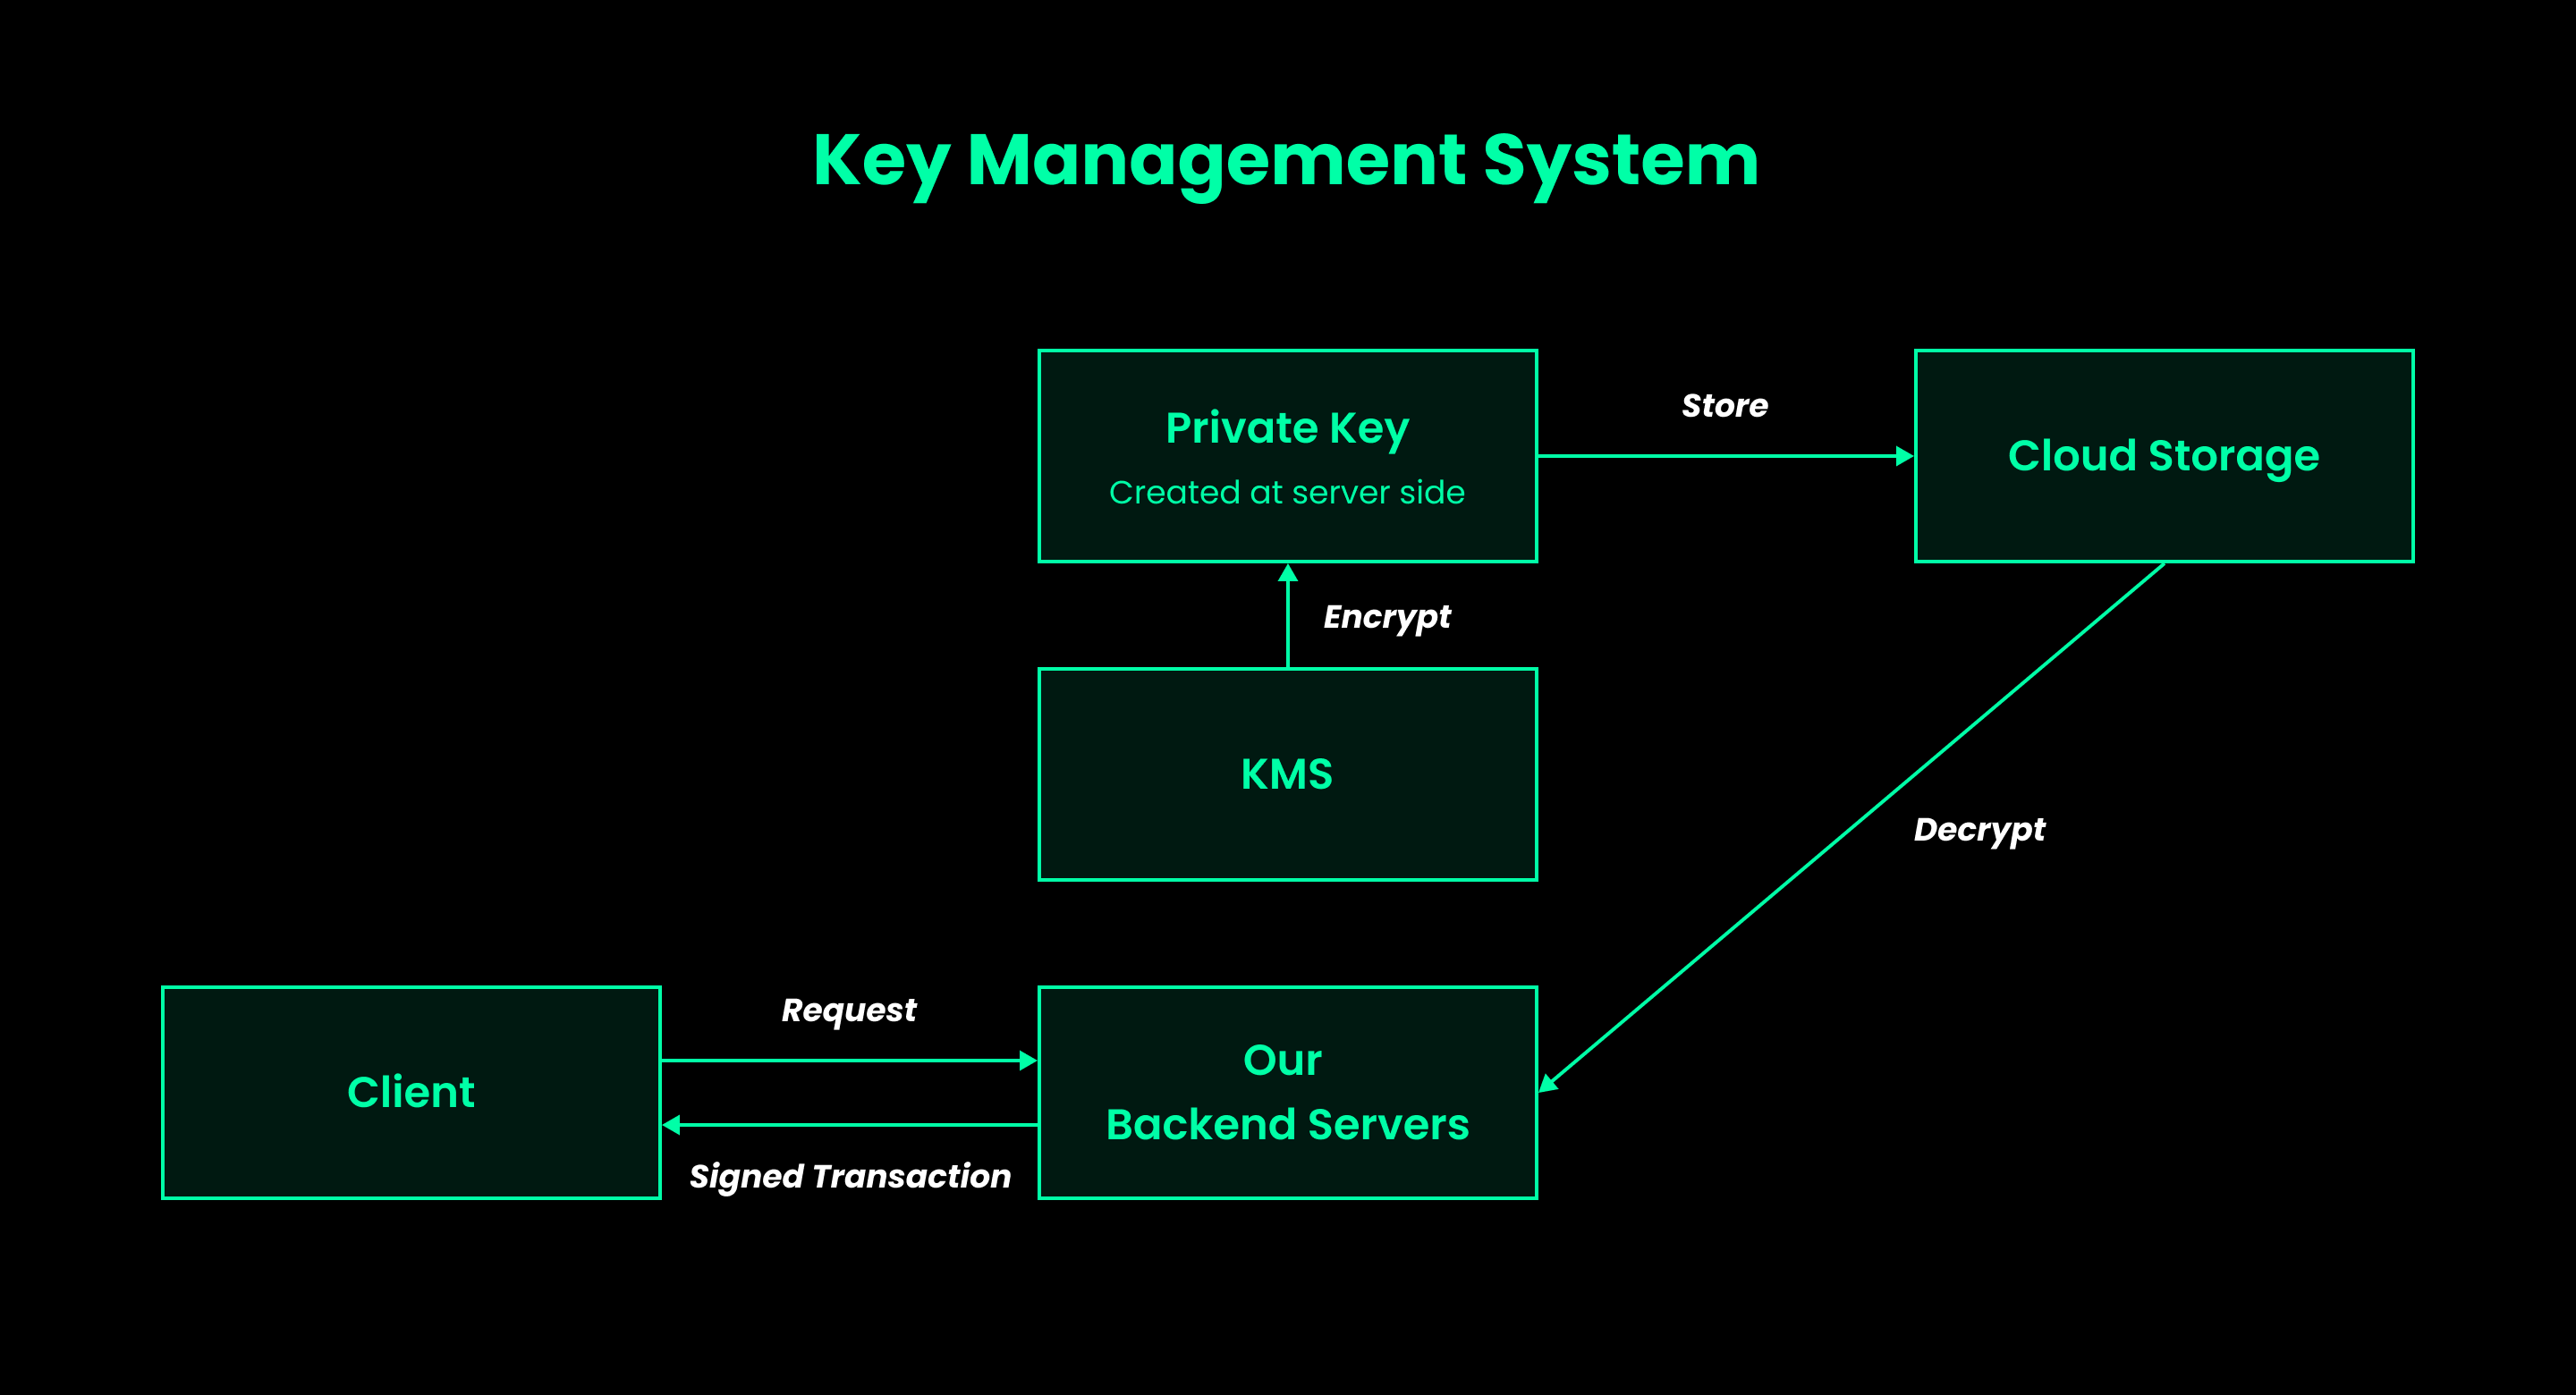 Key Management System
Private Key
Created at server side
Store
Cloud Storage
Encrypt
KMS
Decrypt
Client
Request
Signed Transaction
Our
Backend Servers